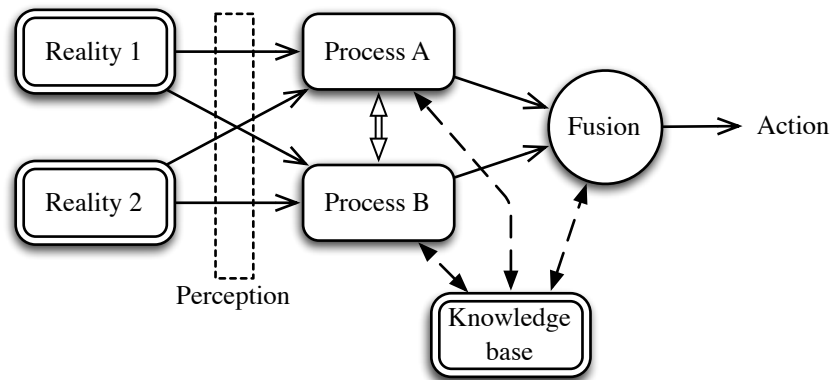 Reality 1
Process A
Fusion
Action
Reality 2
Process B
Perception
Knowledge
base